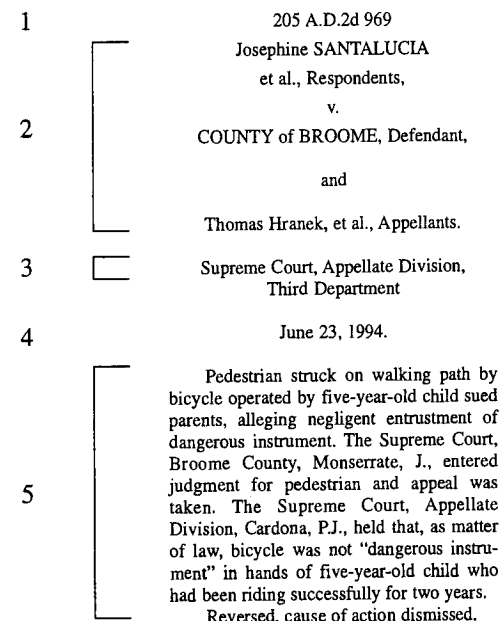 1 205 A.D.2d 969
Josephine SANTALUCIA
et al., Respondents,
v.
2 COUNTY of BROOME, Defendant,
and
Thomas Hranek, et al., Appellants.
3 Supreme Court, Appellate Division,
Third Department
4 June 23, 1994.
Pedestrian struck on walking path by
bicycle operated by five-year-old child sued
parents, alleging negligent entrustment of
dangerous instrument. The Supreme Court,
Broome County, Monserrate, J., entered
5 judgment for pedestrian and appeal was
taken. The Supreme Court, Appellate
Division, Cardona, P.J., held that, as matter
of law, bicycle was not “dangerous instru-
ment” in hands of five-year-old child who
had been riding successfully for two years.
Reversed, cause of action dismissed.